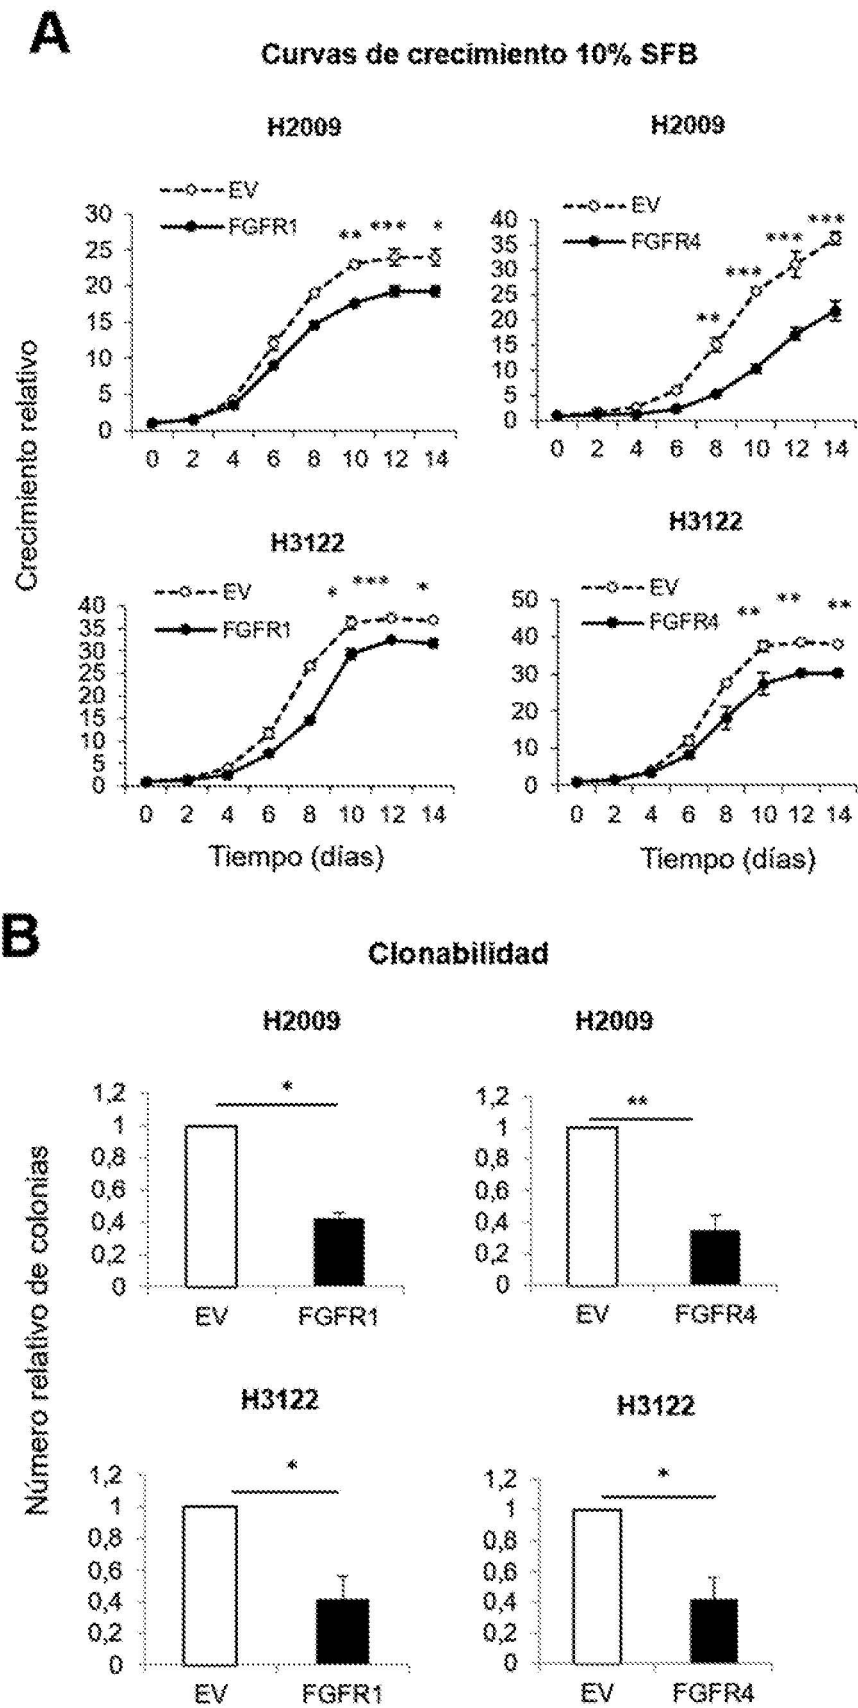 A
Curvas de crecimiento 10% SFB
H2009
EV
FGFR1
** *** *
30
25
20
15
10
5
0
0 2 4 6 8 10 12 14
H2009
EV
FGFR4
** *** *** ***
40
35
30
25
20
15
10
5
0
0 2 4 6 8 10 12 14
Crecimiento relativo
H3122
EV
FGFR1
* *** *
40
35
30
25
20
15
10
5
0
0 2 4 6 8 10 12 14
Tiempo (días)
H3122
EV
FGFR4
** ** **
50
40
30
20
10
0
0 2 4 6 8 10 12 14
Tiempo (días)
B
Clonabilidad
H2009
*
1,2
1
0,8
0,6
0,4
0,2
0
EV FGFR1
H2009
**
1,2
1
0,8
0,6
0,4
0,2
0
EV FGFR4
Número relativo de colonias
H3122
*
1,2
1
0,8
0,6
0,4
0,2
0
EV FGFR1
H3122
*
1,2
1
0,8
0,6
0,4
0,2
0
EV FGFR4